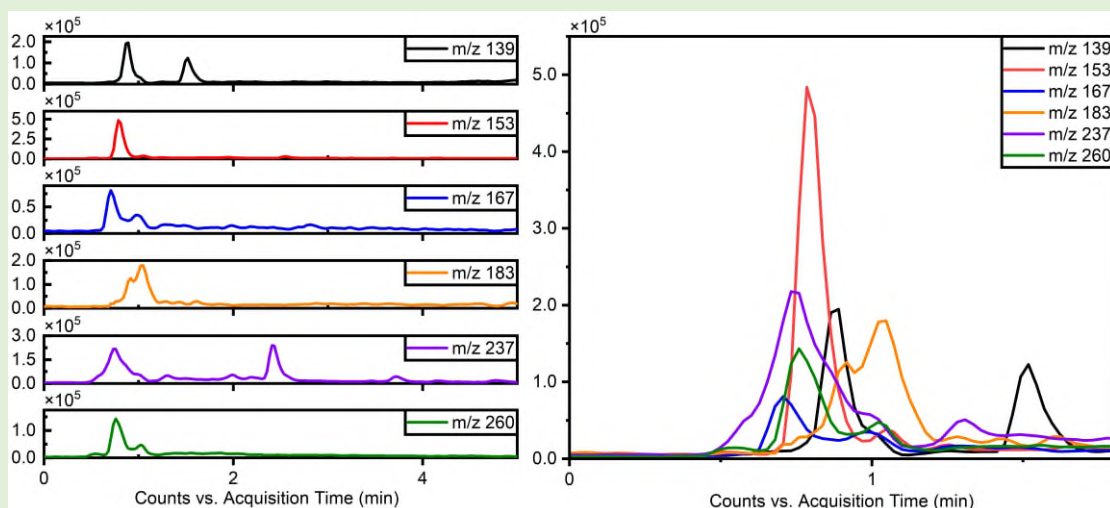 ×10⁵
2.0
m/z 139
1.0
0.0
×10⁵
5.0
m/z 153
2.5
0.0
×10⁵
m/z 167
0.5
0.0
×10⁵
2.0
m/z 183
1.0
0.0
×10⁵
3.0
m/z 237
1.5
0.0
×10⁵
m/z 260
1.0
0.0
0 2 4
Counts vs. Acquisition Time (min)
×10⁵
m/z 139
m/z 153
m/z 167
m/z 183
m/z 237
m/z 260
5.0
4.0
2.0
1.0
0.0
0 1
Counts vs. Acquisition Time (min)